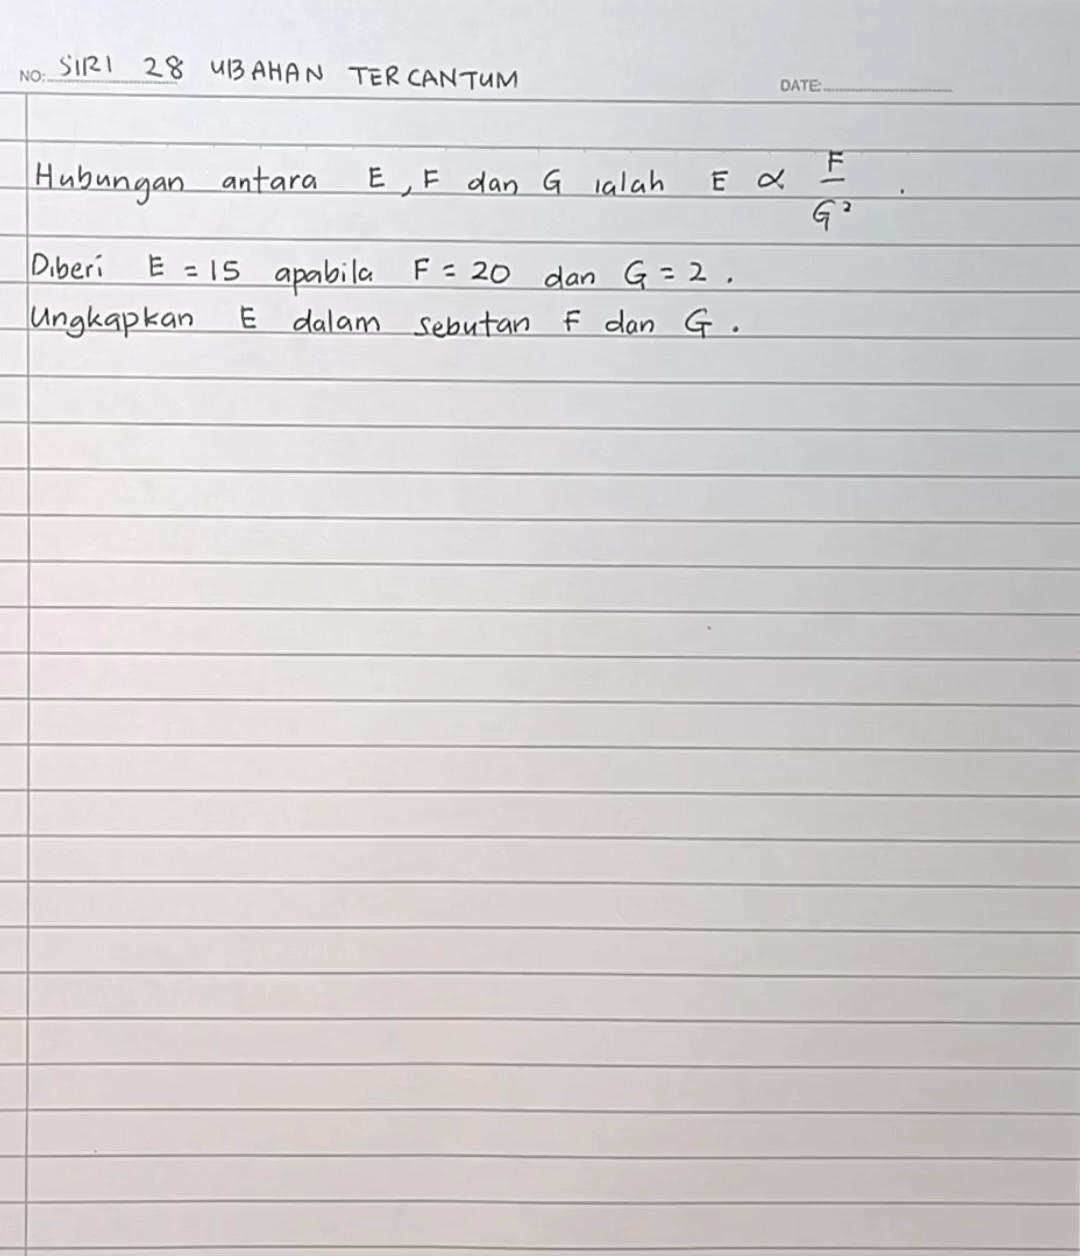 NO: SIRI 28 UBAHAN TERCANTUM
DATE:
Hubungan antara E, F dan G ialah E ∝ F/G².
Diberi E = 15 apabila F = 20 dan G = 2.
Ungkapkan E dalam sebutan F dan G.